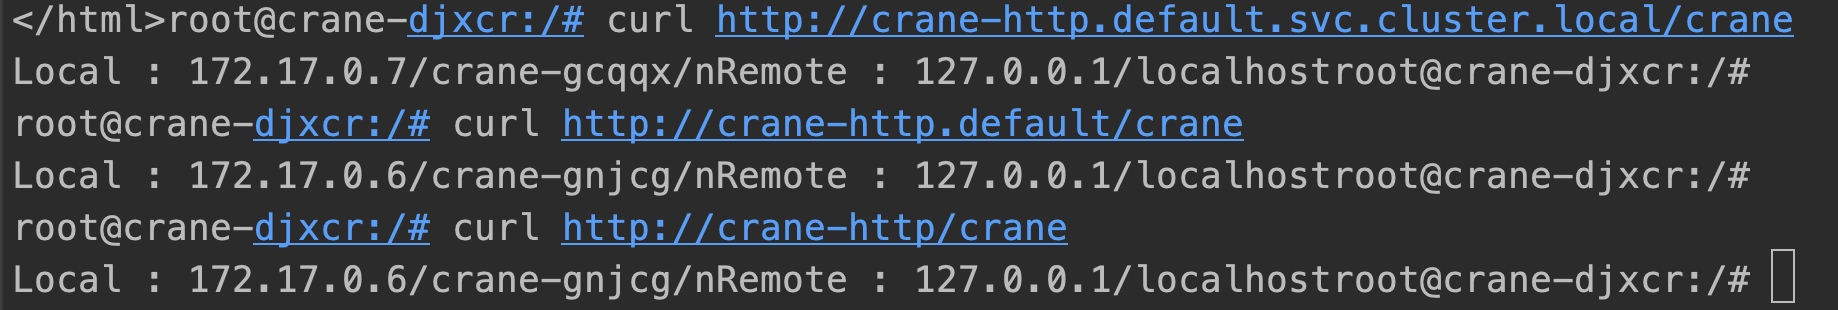 </html>root@crane-djxcr:/# curl http://crane-http.default.svc.cluster.local/crane
Local : 172.17.0.7/crane-gcqqx/nRemote : 127.0.0.1/localhostroot@crane-djxcr:/#
root@crane-djxcr:/# curl http://crane-http.default/crane
Local : 172.17.0.6/crane-gnjcg/nRemote : 127.0.0.1/localhostroot@crane-djxcr:/#
root@crane-djxcr:/# curl http://crane-http/crane
Local : 172.17.0.6/crane-gnjcg/nRemote : 127.0.0.1/localhostroot@crane-djxcr:/#